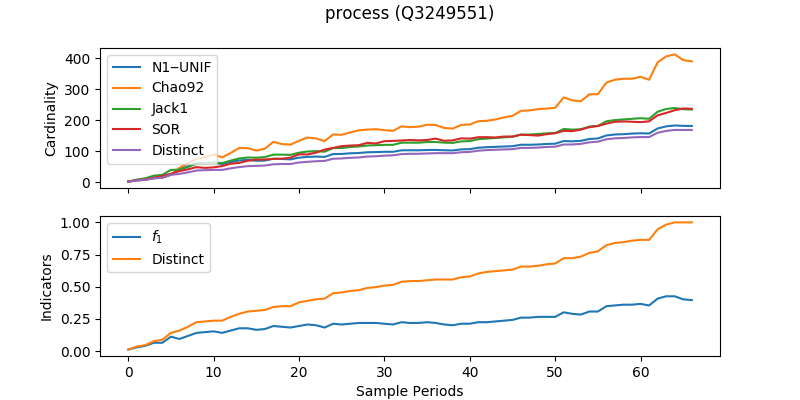 process (Q3249551)
Cardinality
400
300
200
100
0
N1−UNIF
Chao92
Jack1
SOR
Distinct
Indicators
1.00
0.75
0.50
0.25
0.00
f1
Distinct
0 10 20 30 40 50 60
Sample Periods